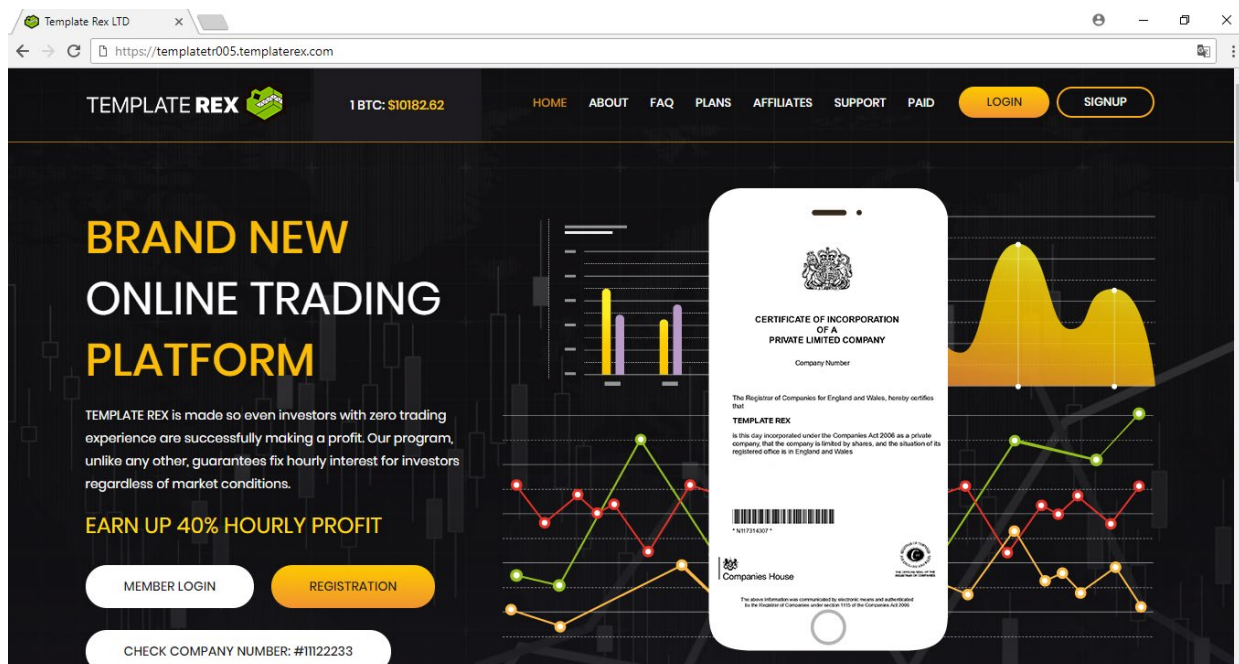 Template Rex LTD
https://templatetr005.templaterex.com
TEMPLATE REX
1 BTC: $10182.62
HOME ABOUT FAQ PLANS AFFILIATES SUPPORT PAID LOGIN SIGNUP
BRAND NEW
ONLINE TRADING
PLATFORM
TEMPLATE REX is made so even investors with zero trading
experience are successfully making a profit. Our program,
unlike any other, guarantees fix hourly interest for investors
regardless of market conditions.
EARN UP 40% HOURLY PROFIT
MEMBER LOGIN
REGISTRATION
CHECK COMPANY NUMBER: #11122233
CERTIFICATE OF INCORPORATION
OF A
PRIVATE LIMITED COMPANY
Company Number
The Registrar of Companies for England and Wales, hereby certifies
that
TEMPLATE REX
is this day incorporated under the Companies Act 2006 as a private
company, that the company is limited by shares, and the situation of its
registered office is in England and Wales
* N117314307 *
Companies House
The above information was communicated by electronic means and authenticated
by the Registrar of Companies under section 1115 of the Companies Act 2006